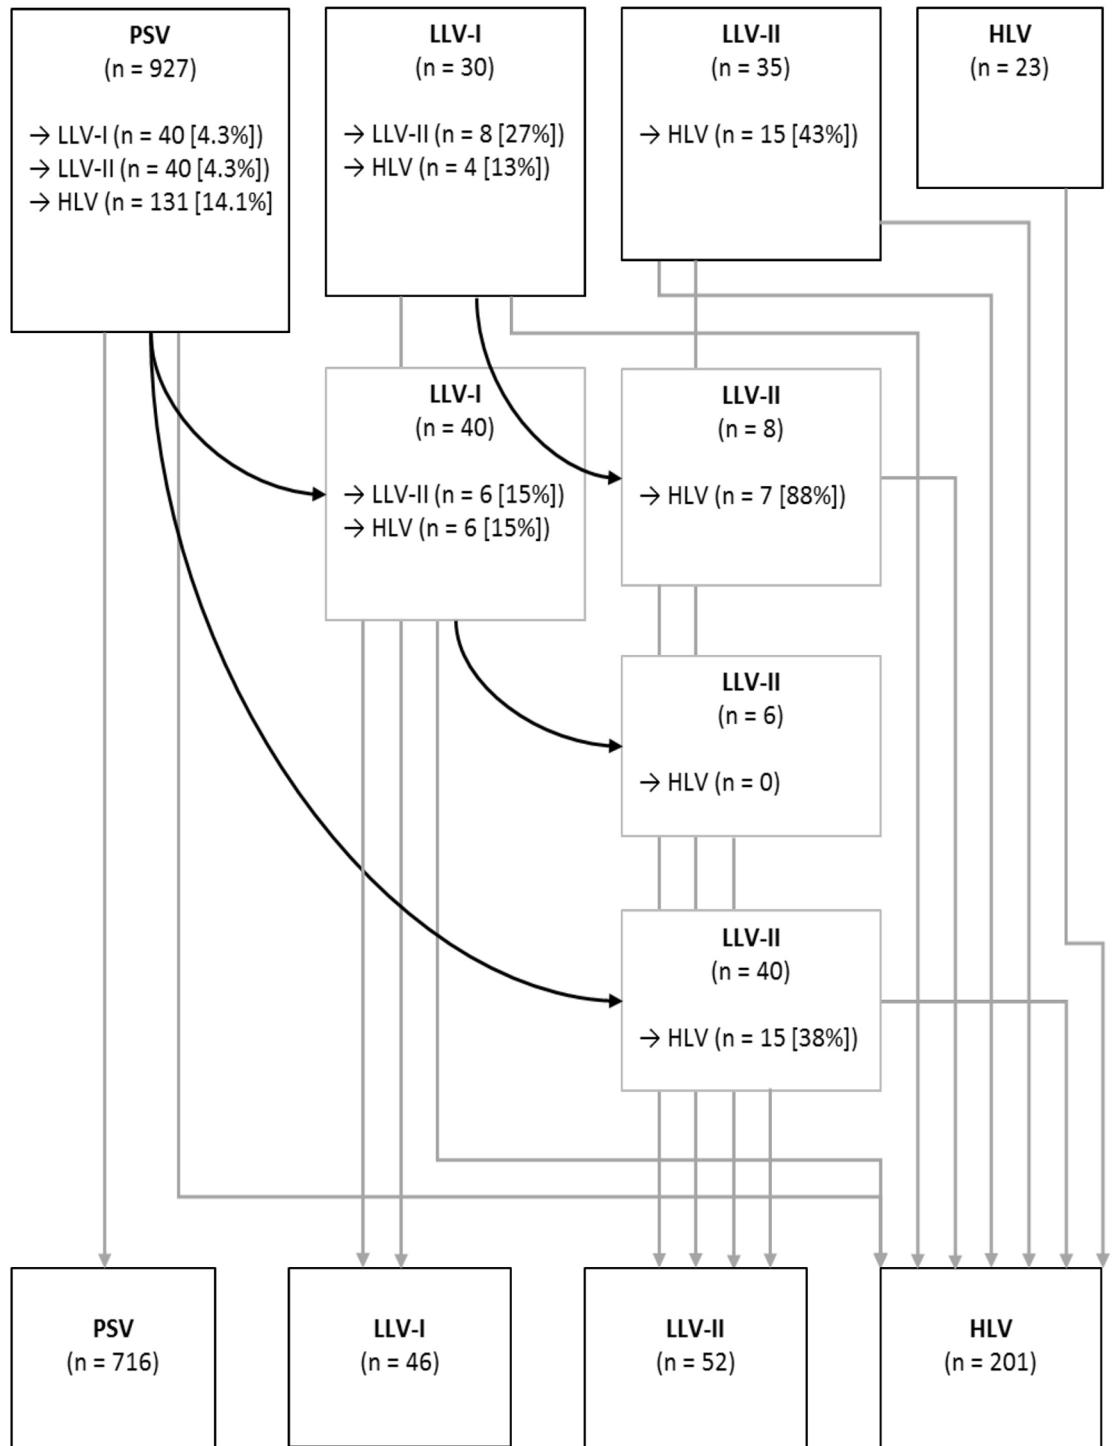 PSV
(n = 927)
→ LLV-I (n = 40 [4.3%])
→ LLV-II (n = 40 [4.3%])
→ HLV (n = 131 [14.1%]
LLV-I
(n = 30)
→ LLV-II (n = 8 [27%])
→ HLV (n = 4 [13%])
LLV-II
(n = 35)
→ HLV (n = 15 [43%])
HLV
(n = 23)
LLV-I
(n = 40)
→ LLV-II (n = 6 [15%])
→ HLV (n = 6 [15%])
LLV-II
(n = 8)
→ HLV (n = 7 [88%])
LLV-II
(n = 6)
→ HLV (n = 0)
LLV-II
(n = 40)
→ HLV (n = 15 [38%])
PSV
(n = 716)
LLV-I
(n = 46)
LLV-II
(n = 52)
HLV
(n = 201)